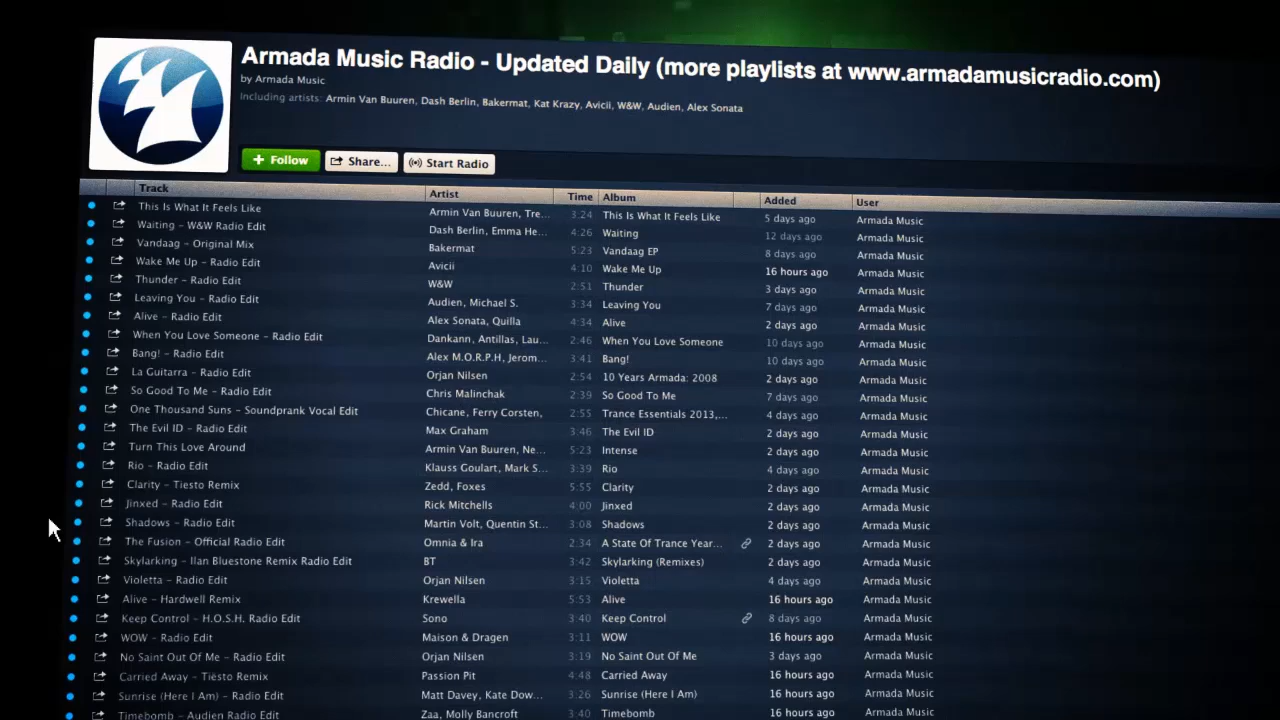 Armada Music Radio - Updated Daily (more playlists at www.armadamusicradio.com)
by Armada Music
Including artists: Armin Van Buuren, Dash Berlin, Bakermat, Kat Krazy, Avicii, W&W, Audien, Alex Sonata
+ Follow Share... Start Radio
Track Artist Time Album Added User
This Is What It Feels Like Armin Van Buuren, Tre... 3:24 This Is What It Feels Like 5 days ago Armada Music
Waiting – W&W Radio Edit Dash Berlin, Emma He... 4:26 Waiting 12 days ago Armada Music
Vandaag – Original Mix Bakermat 5:23 Vandaag EP 8 days ago Armada Music
Wake Me Up – Radio Edit Avicii 4:10 Wake Me Up 16 hours ago Armada Music
Thunder – Radio Edit W&W 2:51 Thunder 3 days ago Armada Music
Leaving You – Radio Edit Audien, Michael S. 3:34 Leaving You 7 days ago Armada Music
Alive – Radio Edit Alex Sonata, Quilla 4:34 Alive 2 days ago Armada Music
When You Love Someone – Radio Edit Dankann, Antillas, Lau... 2:46 When You Love Someone 10 days ago Armada Music
Bang! – Radio Edit Alex M.O.R.P.H, Jerom... 3:41 Bang! 10 days ago Armada Music
La Guitarra – Radio Edit Orjan Nilsen 2:54 10 Years Armada: 2008 2 days ago Armada Music
So Good To Me – Radio Edit Chris Malinchak 2:39 So Good To Me 7 days ago Armada Music
One Thousand Suns – Soundprank Vocal Edit Chicane, Ferry Corsten, 2:55 Trance Essentials 2013,... 4 days ago Armada Music
The Evil ID – Radio Edit Max Graham 3:46 The Evil ID 2 days ago Armada Music
Turn This Love Around Armin Van Buuren, Ne... 5:23 Intense 2 days ago Armada Music
Rio – Radio Edit Klauss Goulart, Mark S... 3:39 Rio 4 days ago Armada Music
Clarity – Tiesto Remix Zedd, Foxes 5:55 Clarity 2 days ago Armada Music
Jinxed – Radio Edit Rick Mitchells 4:00 Jinxed 2 days ago Armada Music
Shadows – Radio Edit Martin Volt, Quentin St... 3:08 Shadows 2 days ago Armada Music
The Fusion – Official Radio Edit Omnia & Ira 2:34 A State Of Trance Year... 2 days ago Armada Music
Skylarking – Ilan Bluestone Remix Radio Edit BT 3:42 Skylarking (Remixes) 2 days ago Armada Music
Violetta – Radio Edit Orjan Nilsen 3:15 Violetta 4 days ago Armada Music
Alive – Hardwell Remix Krewella 5:53 Alive 16 hours ago Armada Music
Keep Control – H.O.S.H. Radio Edit Sono 3:40 Keep Control 8 days ago Armada Music
WOW – Radio Edit Maison & Dragen 3:11 WOW 16 hours ago Armada Music
No Saint Out Of Me – Radio Edit Orjan Nilsen 3:19 No Saint Out Of Me 3 days ago Armada Music
Carried Away – Tiësto Remix Passion Pit 4:48 Carried Away 16 hours ago Armada Music
Sunrise (Here I Am) – Radio Edit Matt Davey, Kate Dow... 3:26 Sunrise (Here I Am) 16 hours ago Armada Music
Timebomb – Audien Radio Edit Zaa, Molly Bancroft 3:40 Timebomb 16 hours ago Armada Music